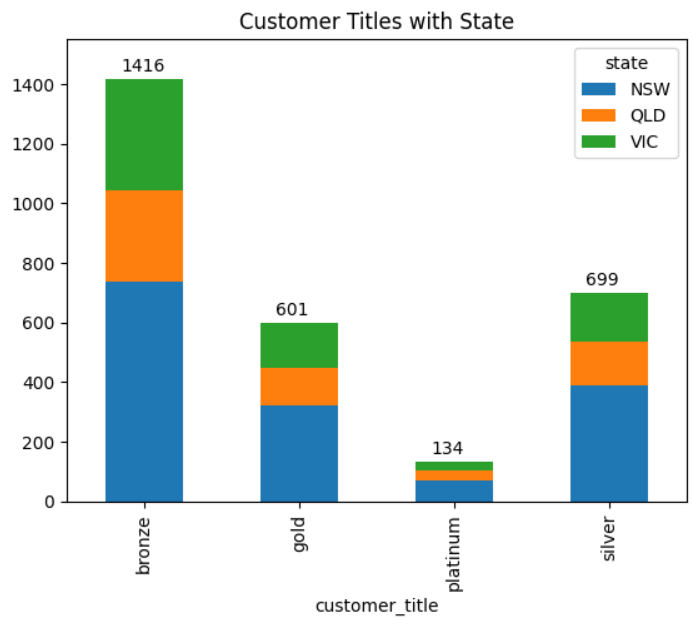 Customer Titles with State
state
NSW
QLD
VIC
1400
1200
1000
800
600
400
200
0
1416
601
134
699
bronze
gold
platinum
silver
customer_title